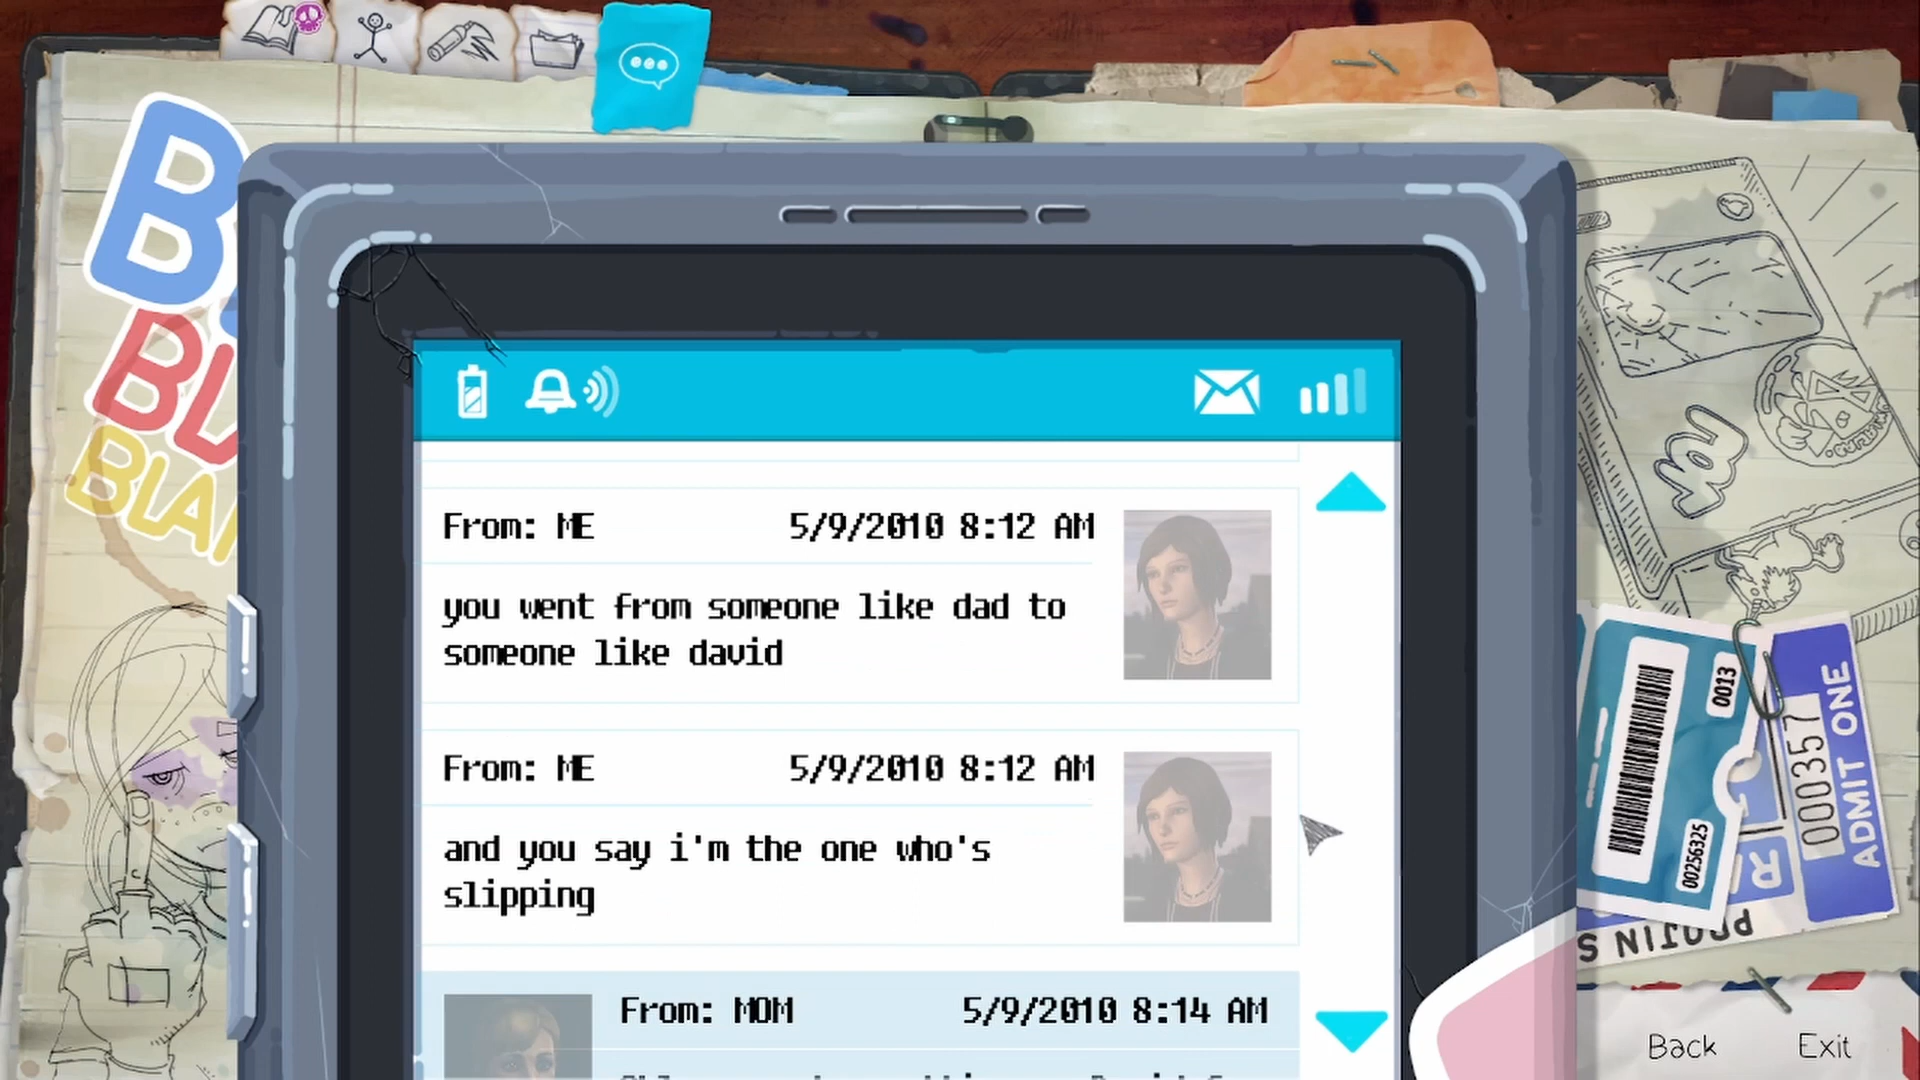 From: ME 5/9/2010 8:12 AM
you went from someone like dad to
someone like david
From: ME 5/9/2010 8:12 AM
and you say i'm the one who's
slipping
From: MOM 5/9/2010 8:14 AM
0013
00256325
000357
ADMIT ONE
Back
Exit